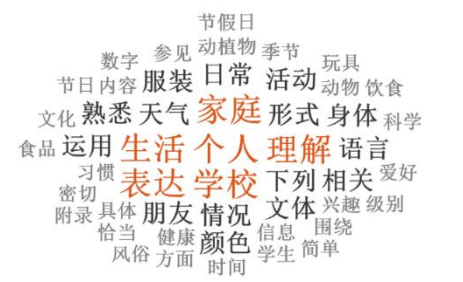 节假日
参见 动植物 季节
数字 玩具
节日 内容 服装 日常 活动 动物 饮食
文化 熟悉 天气 家庭 形式 身体 科学
食品 运用 生活 个人 理解 语言
习惯 表达 学校 下列 相关 爱好
密切
附录 具体 朋友 情况 文体 兴趣 级别
恰当 健康 颜色 信息 围绕
风俗 方面 时间 学生 简单